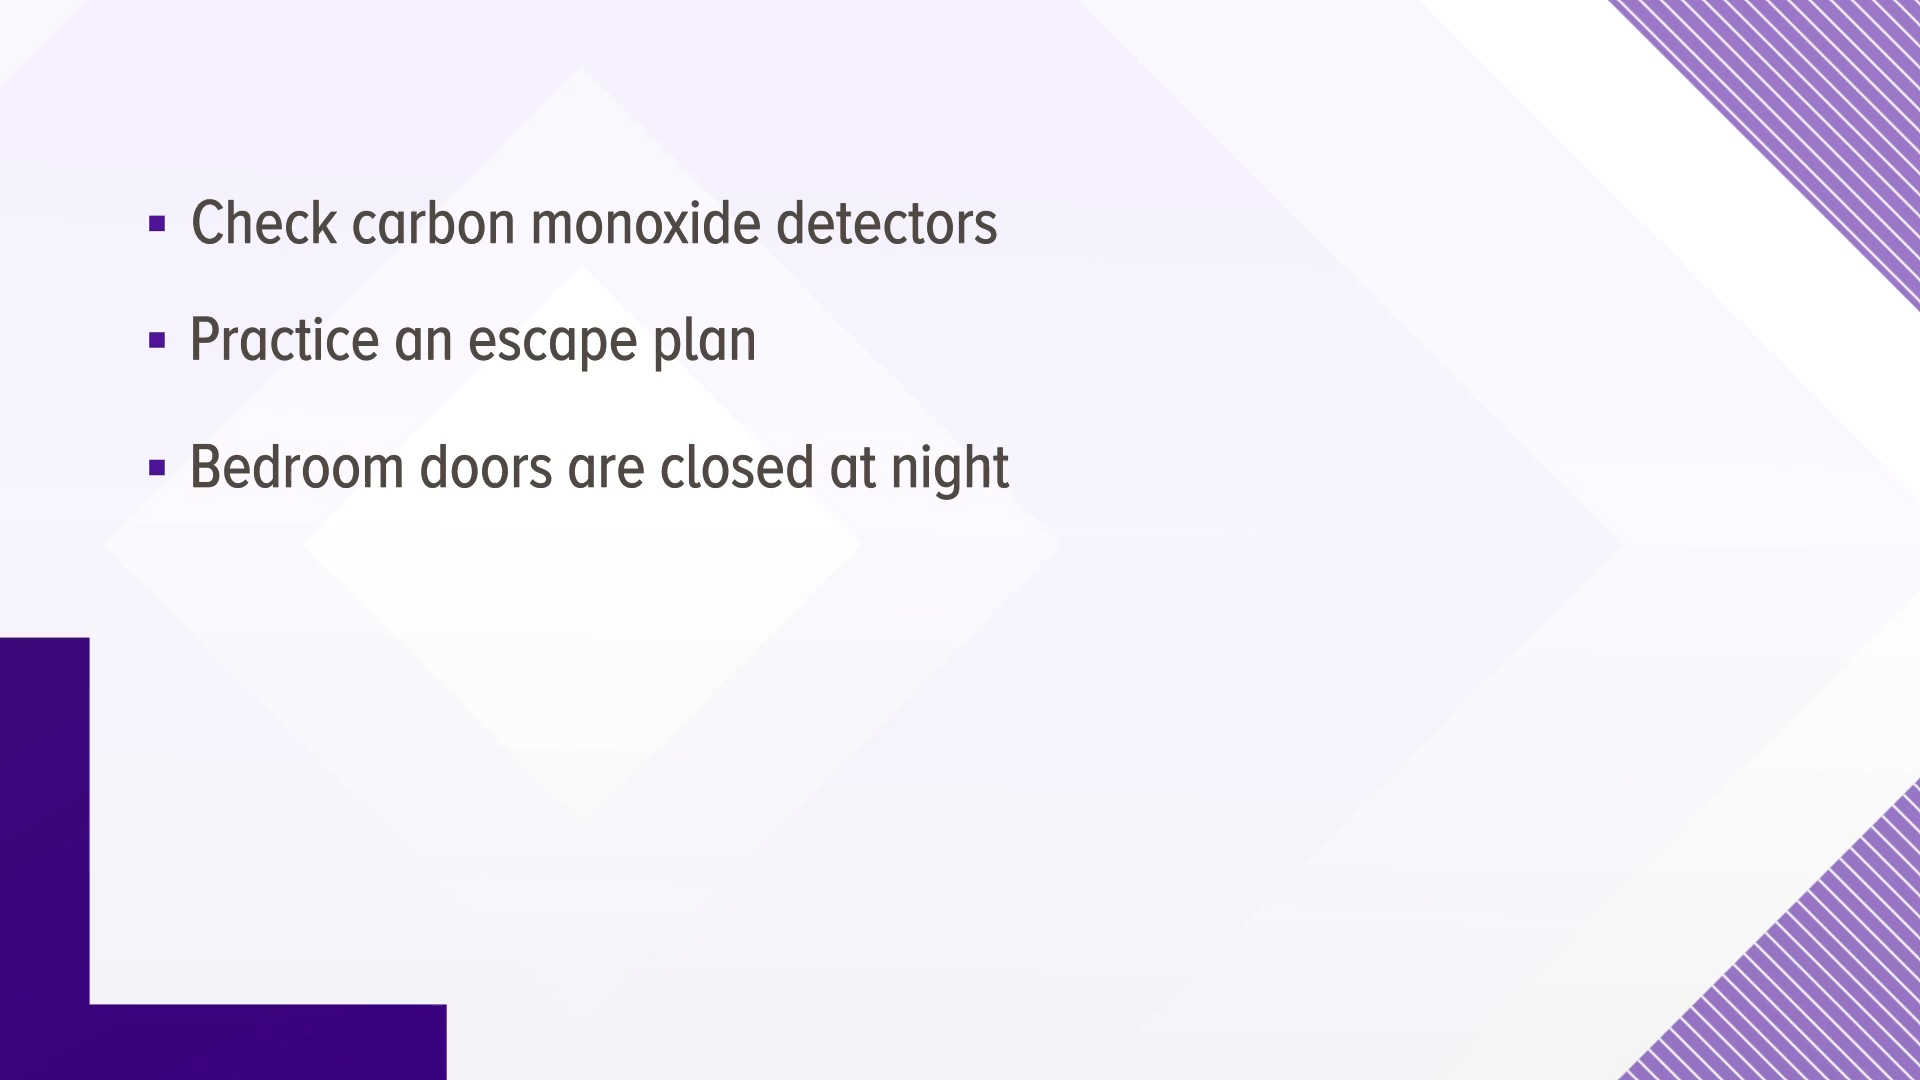 ▪ Check carbon monoxide detectors
▪ Practice an escape plan
▪ Bedroom doors are closed at night